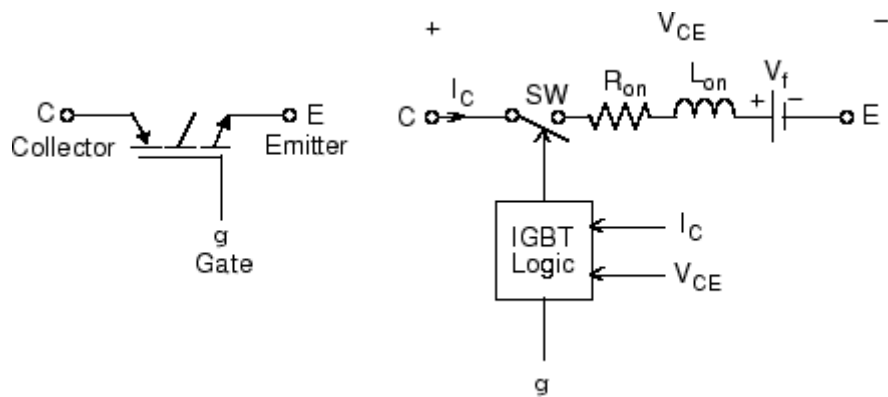 C
Collector
E
Emitter
g
Gate
+ V_CE −
C
I_C
SW
R_on
L_on
+ V_f −
E
IGBT
Logic
I_C
V_CE
g